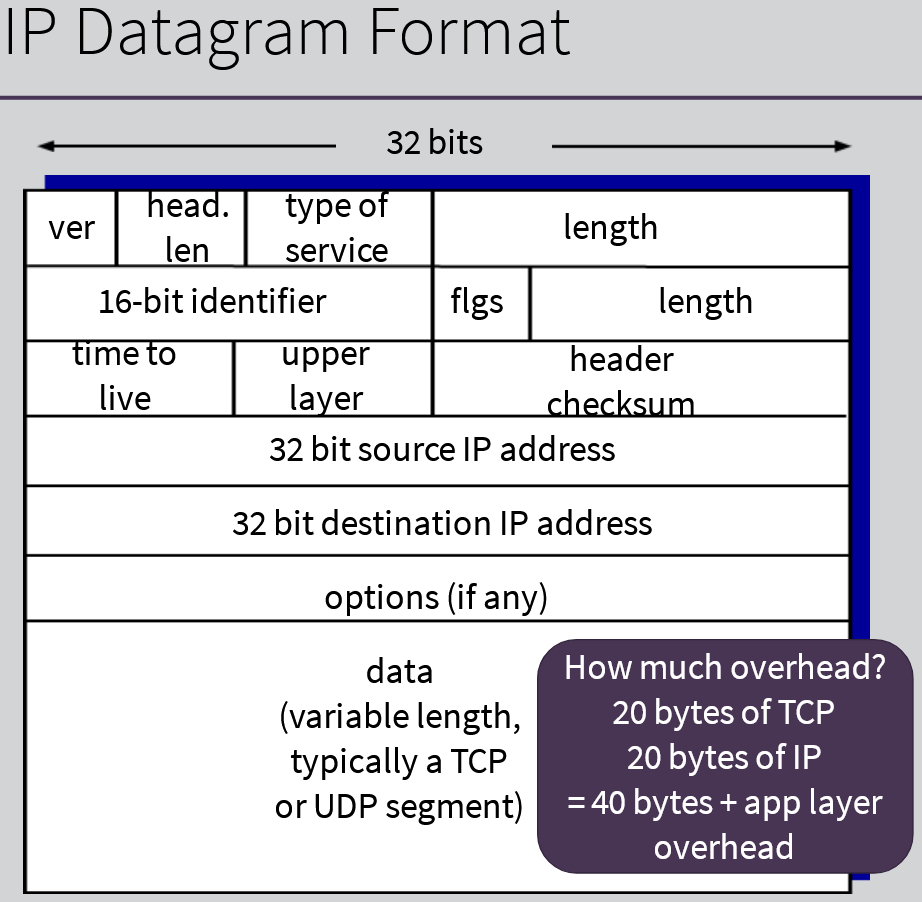 IP Datagram Format
32 bits
ver
head.
len
type of
service
length
16-bit identifier
flgs
length
time to
live
upper
layer
header
checksum
32 bit source IP address
32 bit destination IP address
options (if any)
data
(variable length,
typically a TCP
or UDP segment)
How much overhead?
20 bytes of TCP
20 bytes of IP
= 40 bytes + app layer
overhead